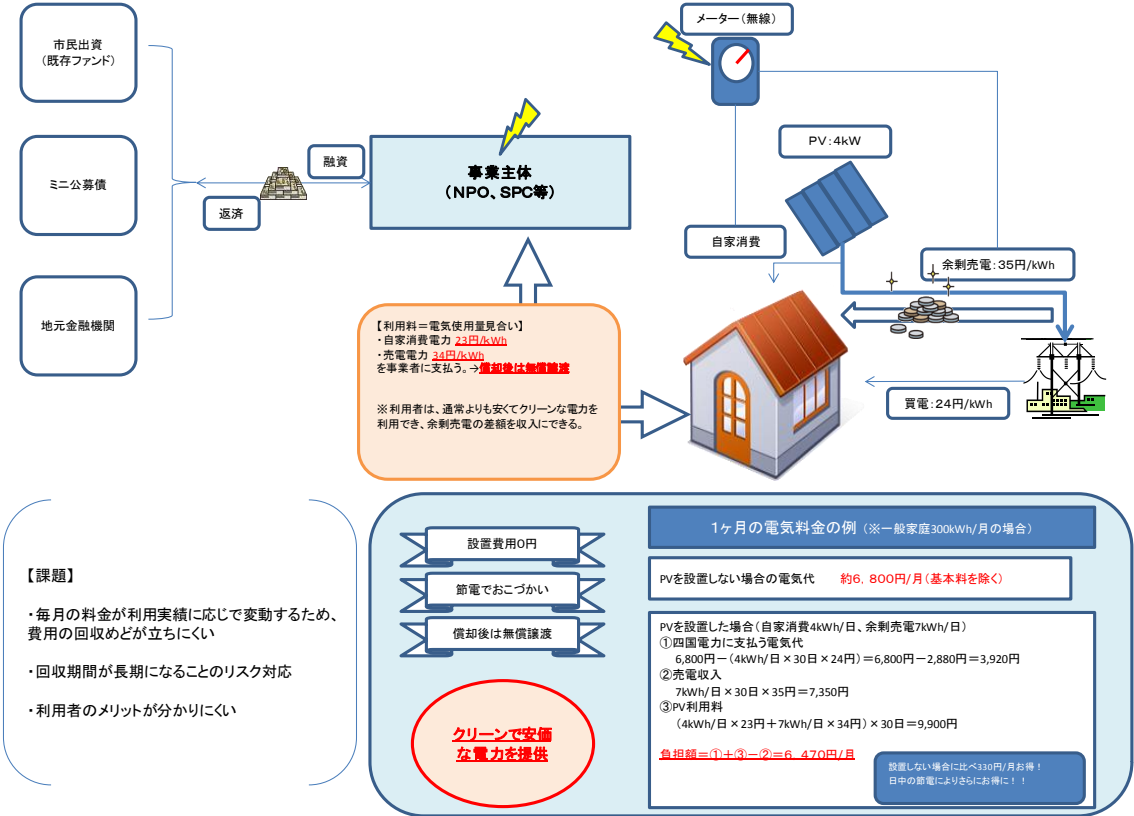 市民出資
（既存ファンド）
ミニ公募債
地元金融機関
融資
返済
事業主体
（NPO、SPC等）
メーター（無線）
PV：4kW
自家消費
余剰売電：35円/kWh
買電：24円/kWh
【利用料＝電気使用量見合い】
・自家消費電力 23円/kWh
・売電電力 34円/kWh
を事業者に支払う。→償却後は無償譲渡
※利用者は、通常よりも安くてクリーンな電力を
利用でき、余剰売電の差額を収入にできる。
【課題】
・毎月の料金が利用実績に応じで変動するため、
費用の回収めどが立ちにくい
・回収期間が長期になることのリスク対応
・利用者のメリットが分かりにくい
設置費用0円
節電でおこづかい
償却後は無償譲渡
クリーンで安価
な電力を提供
1ヶ月の電気料金の例（※一般家庭300kWh/月の場合）
PVを設置しない場合の電気代　約6，800円/月（基本料を除く）
PVを設置した場合（自家消費4kWh/日、余剰売電7kWh/日）
①四国電力に支払う電気代
6,800円－（4kWh/日×30日×24円）＝6,800円－2,880円＝3,920円
②売電収入
7kWh/日×30日×35円＝7,350円
③PV利用料
（4kWh/日×23円＋7kWh/日×34円）×30日＝9,900円
負担額＝①＋③－②＝6，470円/月
設置しない場合に比べ330円/月お得！
日中の節電によりさらにお得に！！